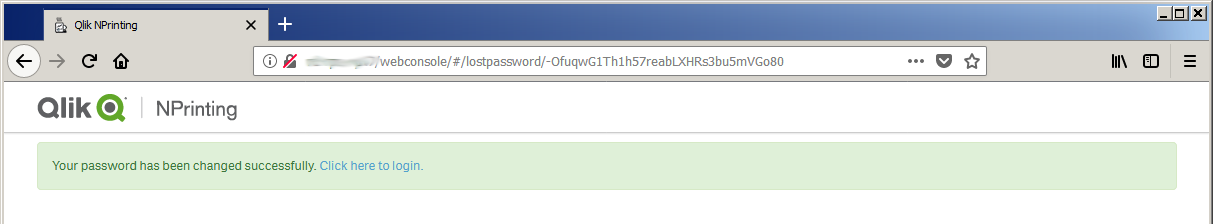 Qlik NPrinting
/webconsole/#/lostpassword/-OfuqwG1Th1h57reabLXHRs3bu5mVGo80
Qlik | NPrinting
Your password has been changed successfully. Click here to login.